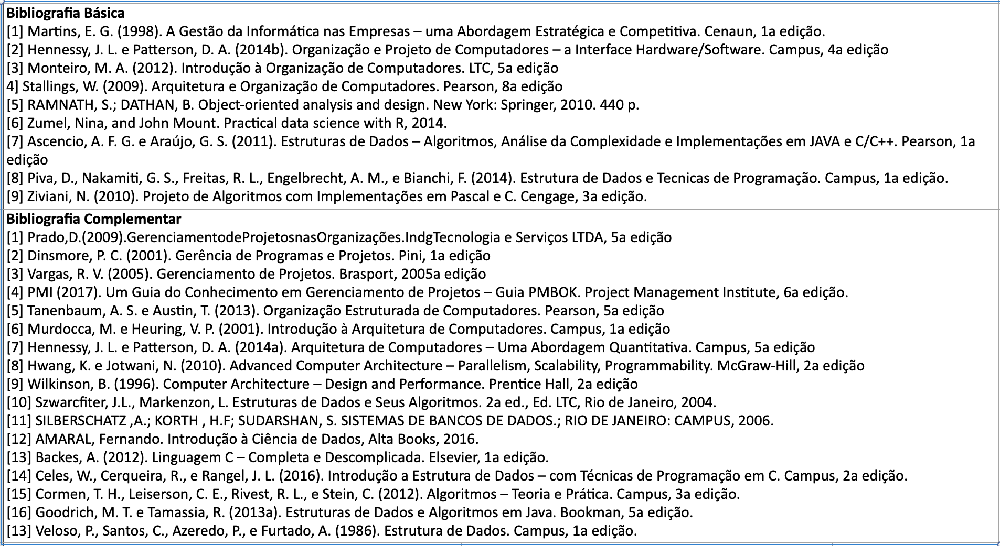 Bibliografia Básica
[1] Martins, E. G. (1998). A Gestão da Informática nas Empresas – uma Abordagem Estratégica e Competitiva. Cenaun, 1a edição.
[2] Hennessy, J. L. e Patterson, D. A. (2014b). Organização e Projeto de Computadores – a Interface Hardware/Software. Campus, 4a edição
[3] Monteiro, M. A. (2012). Introdução à Organização de Computadores. LTC, 5a edição
4] Stallings, W. (2009). Arquitetura e Organização de Computadores. Pearson, 8a edição
[5] RAMNATH, S.; DATHAN, B. Object-oriented analysis and design. New York: Springer, 2010. 440 p.
[6] Zumel, Nina, and John Mount. Practical data science with R, 2014.
[7] Ascencio, A. F. G. e Araújo, G. S. (2011). Estruturas de Dados – Algoritmos, Análise da Complexidade e Implementações em JAVA e C/C++. Pearson, 1a
edição
[8] Piva, D., Nakamiti, G. S., Freitas, R. L., Engelbrecht, A. M., e Bianchi, F. (2014). Estrutura de Dados e Tecnicas de Programação. Campus, 1a edição.
[9] Ziviani, N. (2010). Projeto de Algoritmos com Implementações em Pascal e C. Cengage, 3a edição.
Bibliografia Complementar
[1] Prado,D.(2009).GerenciamentodeProjetosnasOrganizações.IndgTecnologia e Serviços LTDA, 5a edição
[2] Dinsmore, P. C. (2001). Gerência de Programas e Projetos. Pini, 1a edição
[3] Vargas, R. V. (2005). Gerenciamento de Projetos. Brasport, 2005a edição
[4] PMI (2017). Um Guia do Conhecimento em Gerenciamento de Projetos – Guia PMBOK. Project Management Institute, 6a edição.
[5] Tanenbaum, A. S. e Austin, T. (2013). Organização Estruturada de Computadores. Pearson, 5a edição
[6] Murdocca, M. e Heuring, V. P. (2001). Introdução à Arquitetura de Computadores. Campus, 1a edição
[7] Hennessy, J. L. e Patterson, D. A. (2014a). Arquitetura de Computadores – Uma Abordagem Quantitativa. Campus, 5a edição
[8] Hwang, K. e Jotwani, N. (2010). Advanced Computer Architecture – Parallelism, Scalability, Programmability. McGraw-Hill, 2a edição
[9] Wilkinson, B. (1996). Computer Architecture – Design and Performance. Prentice Hall, 2a edição
[10] Szwarcfiter, J.L., Markenzon, L. Estruturas de Dados e Seus Algoritmos. 2a ed., Ed. LTC, Rio de Janeiro, 2004.
[11] SILBERSCHATZ ,A.; KORTH , H.F; SUDARSHAN, S. SISTEMAS DE BANCOS DE DADOS.; RIO DE JANEIRO: CAMPUS, 2006.
[12] AMARAL, Fernando. Introdução à Ciência de Dados, Alta Books, 2016.
[13] Backes, A. (2012). Linguagem C – Completa e Descomplicada. Elsevier, 1a edição.
[14] Celes, W., Cerqueira, R., e Rangel, J. L. (2016). Introdução a Estrutura de Dados – com Técnicas de Programação em C. Campus, 2a edição.
[15] Cormen, T. H., Leiserson, C. E., Rivest, R. L., e Stein, C. (2012). Algoritmos – Teoria e Prática. Campus, 3a edição.
[16] Goodrich, M. T. e Tamassia, R. (2013a). Estruturas de Dados e Algoritmos em Java. Bookman, 5a edição.
[13] Veloso, P., Santos, C., Azeredo, P., e Furtado, A. (1986). Estrutura de Dados. Campus, 1a edição.